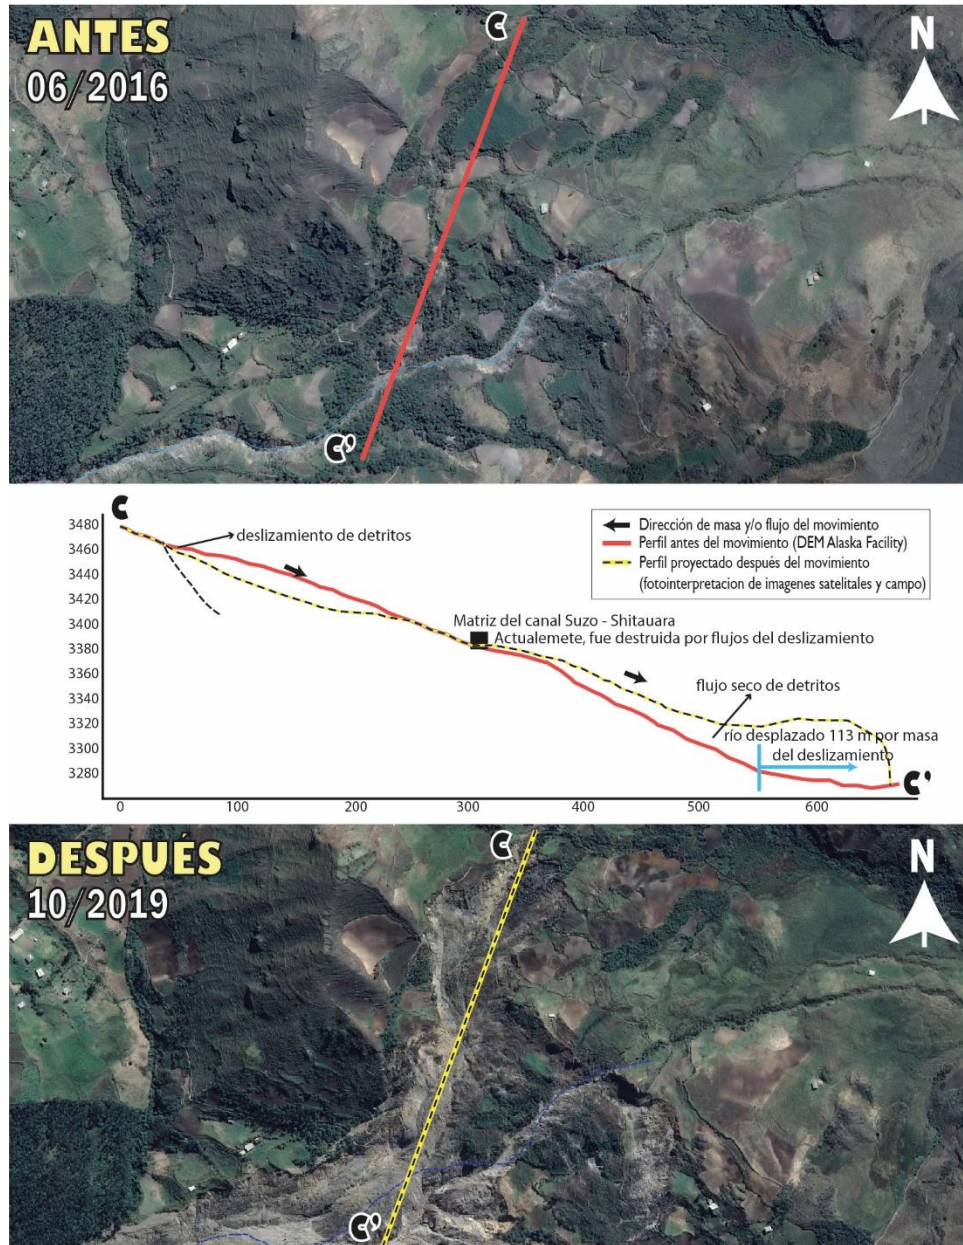 ANTES
06/2016
C
N
C'
C
3480
3460
3440
3420
3400
3380
3360
3340
3320
3300
3280
deslizamiento de detritos
Dirección de masa y/o flujo del movimiento
Perfil antes del movimiento (DEM Alaska Facility)
Perfil proyectado después del movimiento
(fotointerpretacion de imagenes satelitales y campo)
Matriz del canal Suzo - Shitauara
Actualemete, fue destruida por flujos del deslizamiento
flujo seco de detritos
río desplazado 113 m por masa
del deslizamiento
C'
0 100 200 300 400 500 600
DESPUÉS
10/2019
C
N
C'